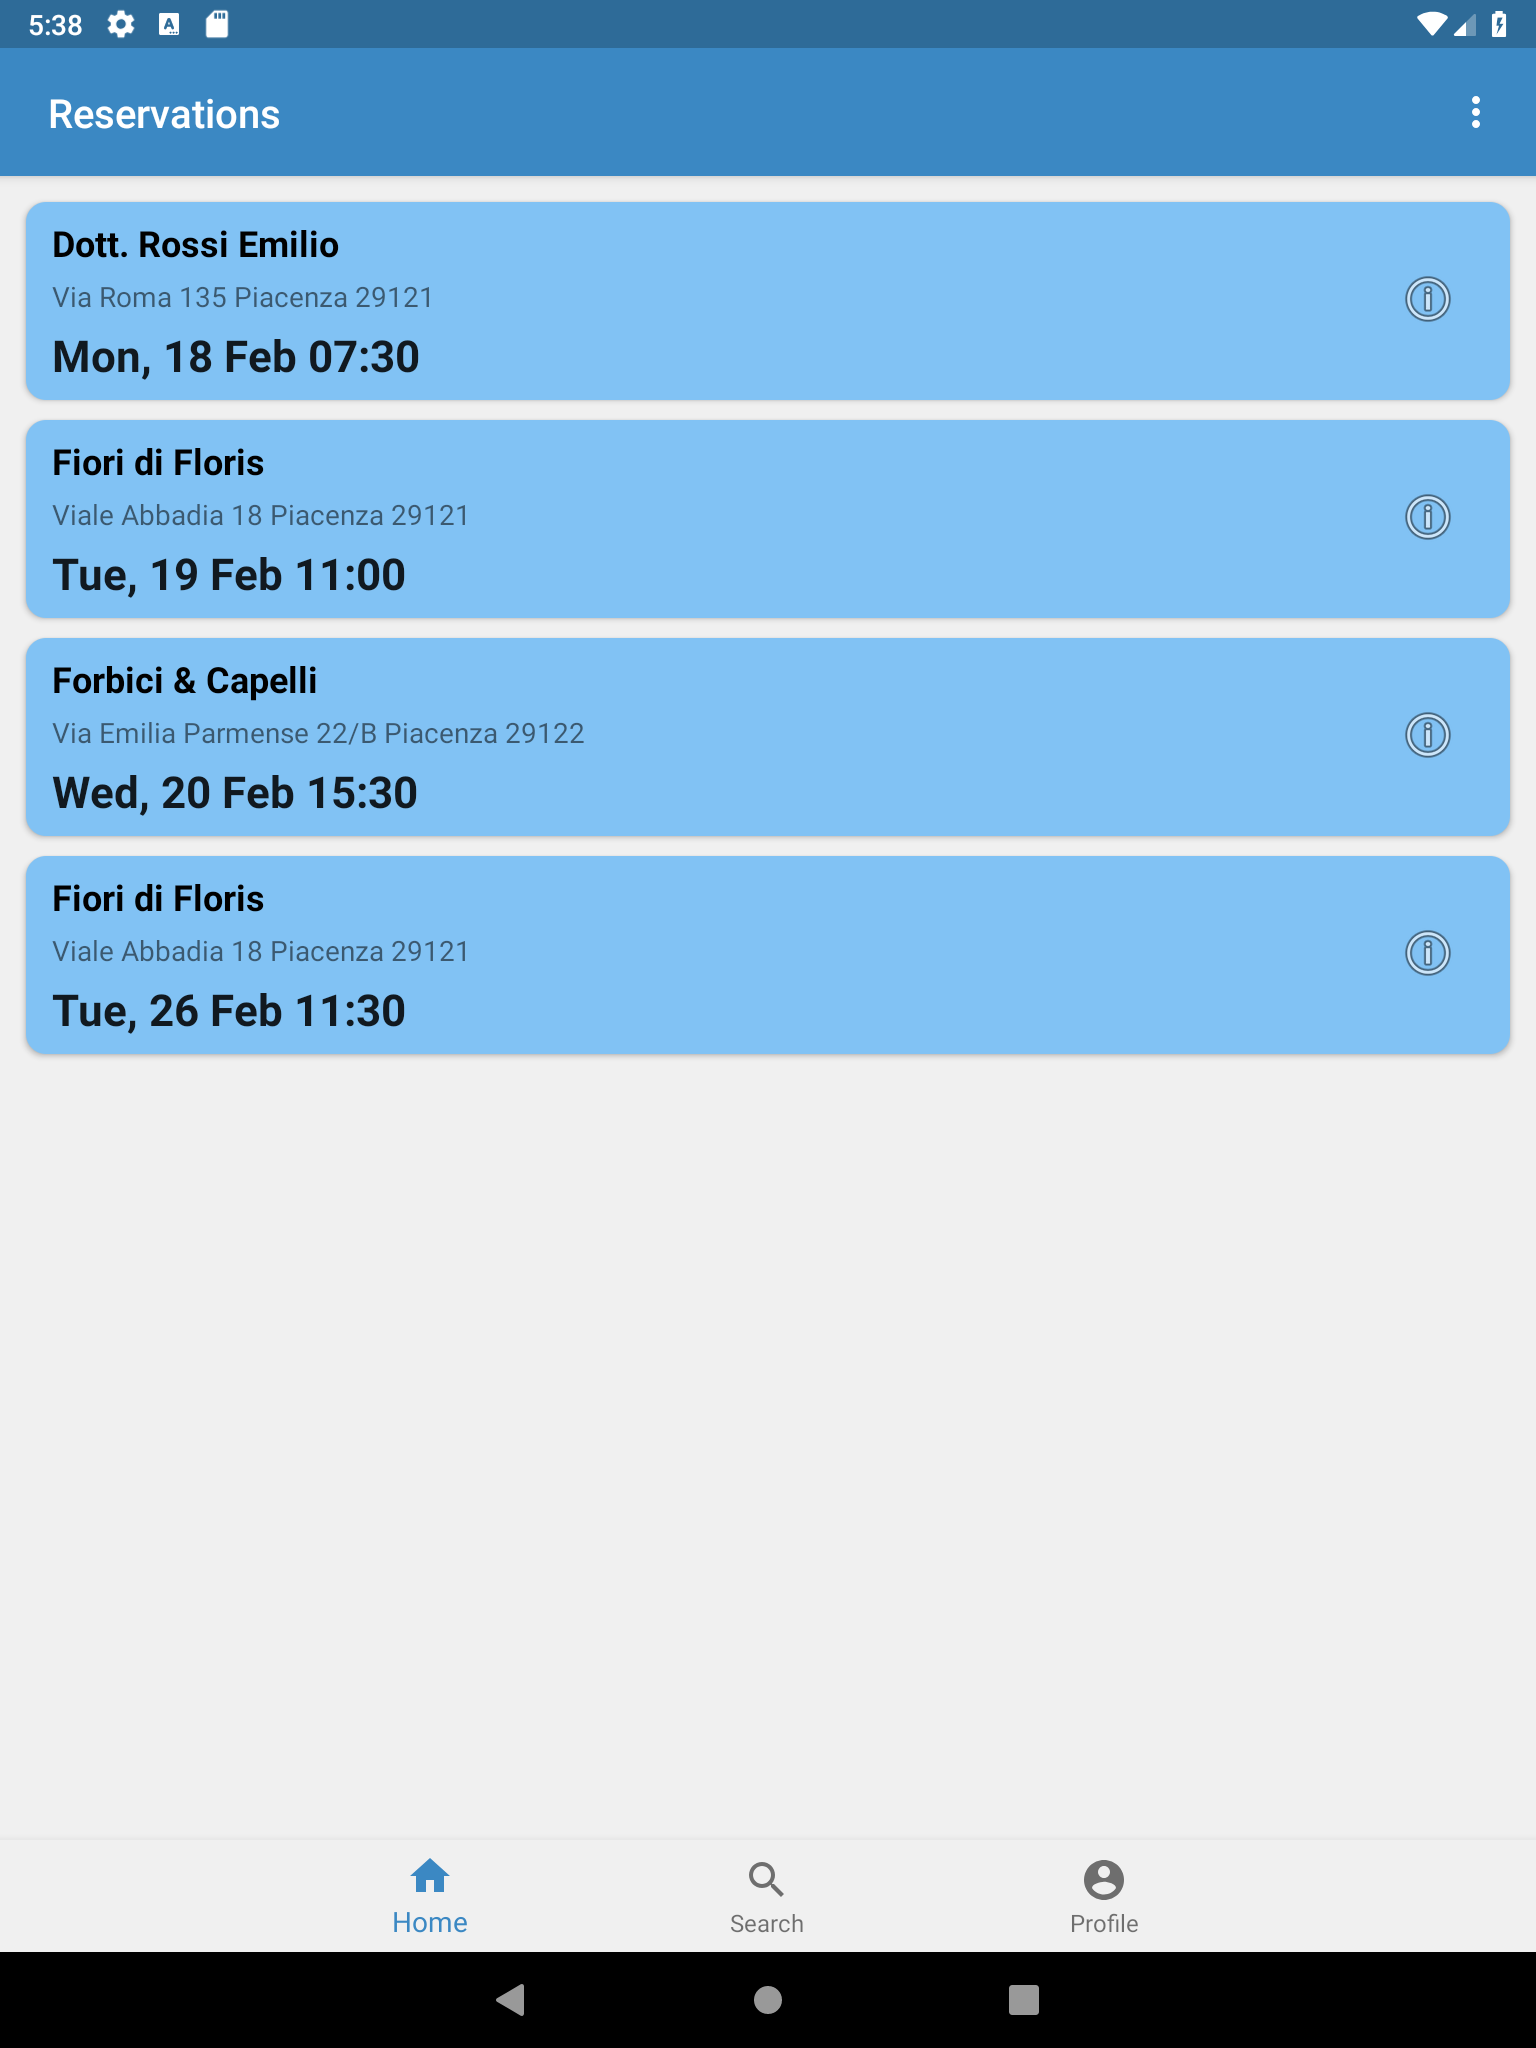 5:38
Reservations
Dott. Rossi Emilio
Via Roma 135 Piacenza 29121
Mon, 18 Feb 07:30
Fiori di Floris
Viale Abbadia 18 Piacenza 29121
Tue, 19 Feb 11:00
Forbici & Capelli
Via Emilia Parmense 22/B Piacenza 29122
Wed, 20 Feb 15:30
Fiori di Floris
Viale Abbadia 18 Piacenza 29121
Tue, 26 Feb 11:30
Home
Search
Profile